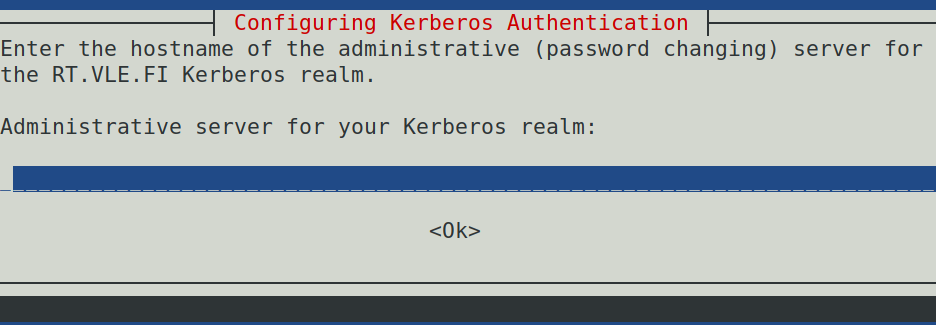 Configuring Kerberos Authentication
Enter the hostname of the administrative (password changing) server for
the RT.VLE.FI Kerberos realm.
Administrative server for your Kerberos realm:
<Ok>